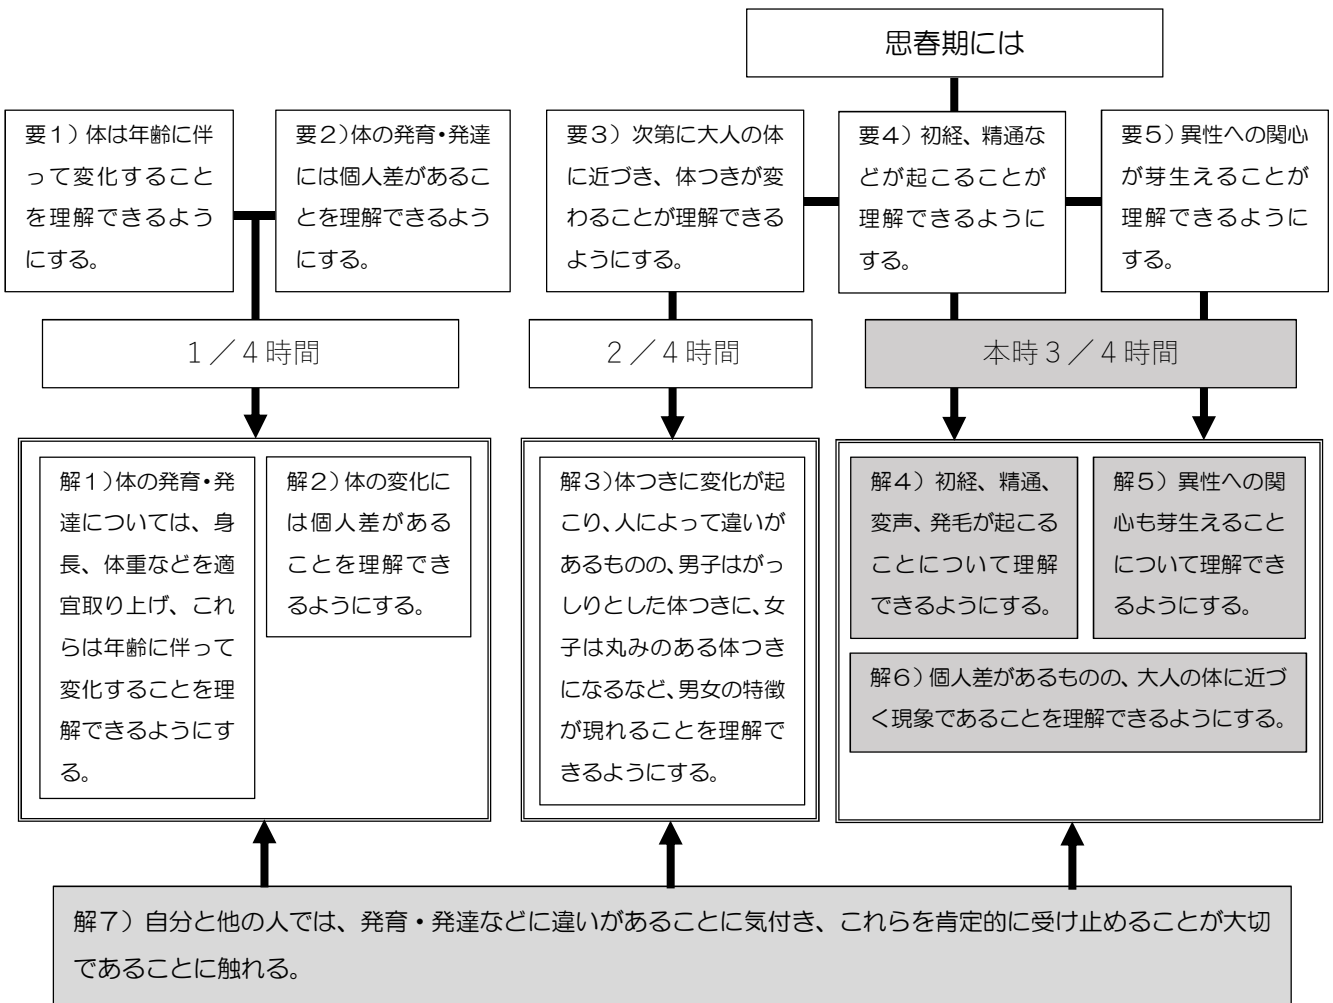 思春期には
要1）体は年齢に伴
って変化すること
を理解できるよう
にする。
要2）体の発育・発達
には個人差があるこ
とを理解できるよう
にする。
要3）次第に大人の体
に近づき、体つきが変
わることが理解できる
ようにする。
要4）初経、精通な
どが起こることが
理解できるように
する。
要5）異性への関心
が芽生えることが
理解できるように
する。
1／4時間
2／4時間
本時3／4時間
解1）体の発育・発
達については、身
長、体重などを適
宜取り上げ、これ
らは年齢に伴って
変化することを理
解できるようにす
る。
解2）体の変化に
は個人差がある
ことを理解でき
るようにする。
解3）体つきに変化が起
こり、人によって違いが
あるものの、男子はがっ
しりとした体つきに、女
子は丸みのある体つき
になるなど、男女の特徴
が現れることを理解で
きるようにする。
解4）初経、精通、
変声、発毛が起こる
ことについて理解
できるようにする。
解5）異性への関
心も芽生えること
について理解でき
るようにする。
解6）個人差があるものの、大人の体に近づ
く現象であることを理解できるようにする。
解7）自分と他の人では、発育・発達などに違いがあることに気付き、これらを肯定的に受け止めることが大切
であることに触れる。